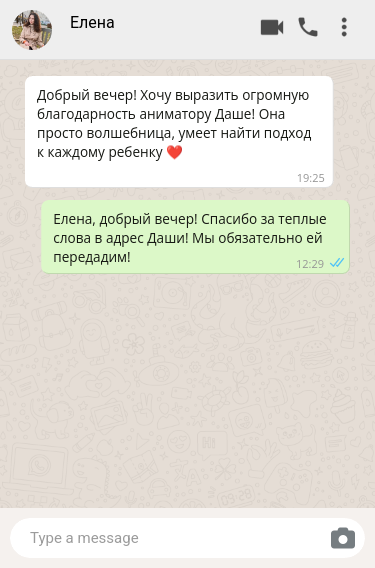 Елена
Добрый вечер! Хочу выразить огромную
благодарность аниматору Даше! Она
просто волшебница, умеет найти подход
к каждому ребенку ❤️
19:25
Елена, добрый вечер! Спасибо за теплые
слова в адрес Даши! Мы обязательно ей
передадим!
12:29
Type a message